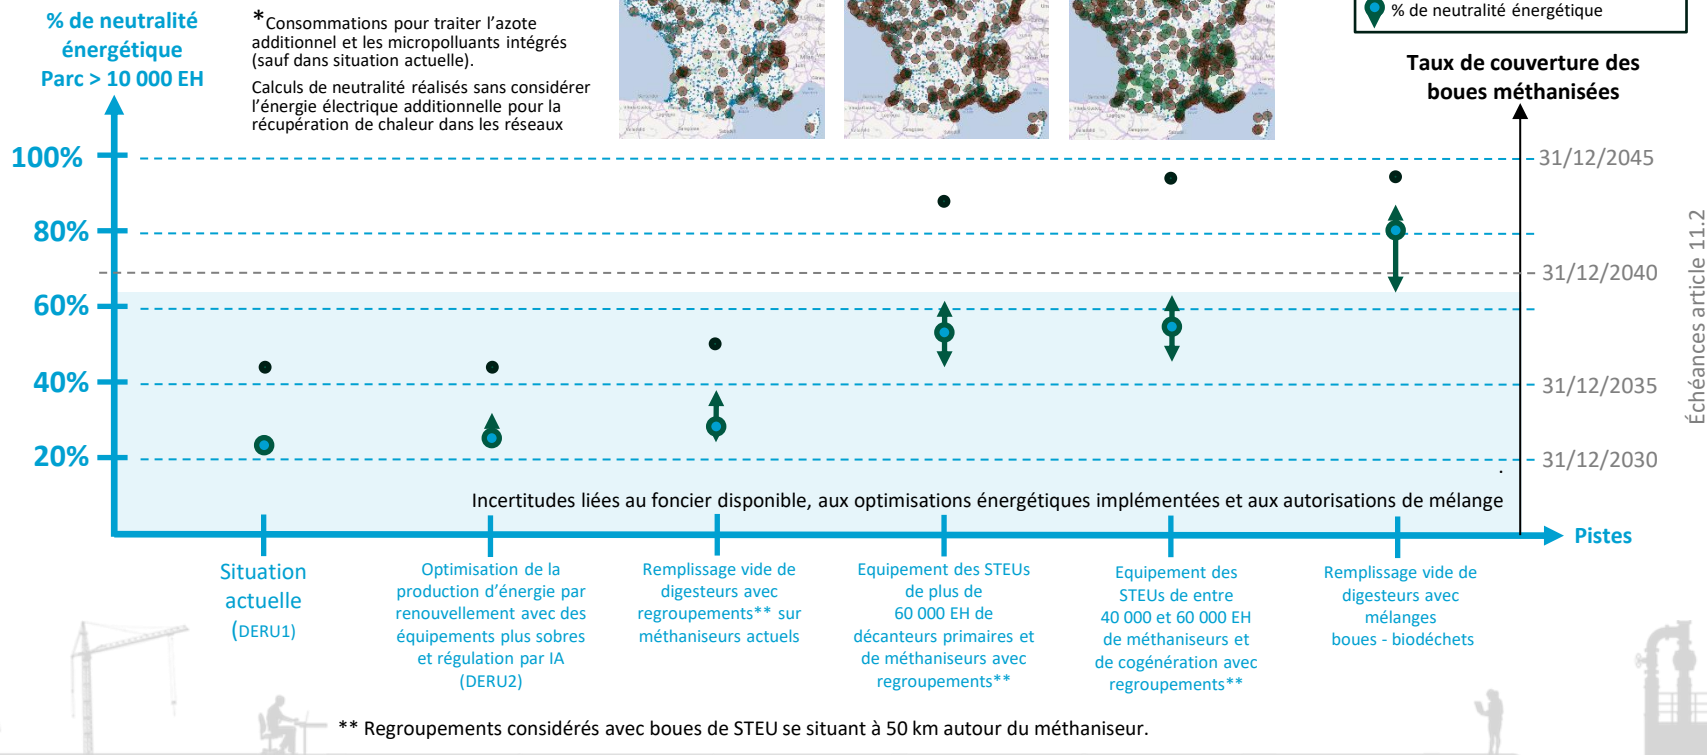 % de neutralité
énergétique
Parc > 10 000 EH
*Consommations pour traiter l'azote
additionnel et les micropolluants intégrés
(sauf dans situation actuelle).
Calculs de neutralité réalisés sans considérer
l'énergie électrique additionnelle pour la
récupération de chaleur dans les réseaux
% de neutralité énergétique
Taux de couverture des
boues méthanisées
100%
80%
60%
40%
20%
31/12/2045
31/12/2040
31/12/2035
31/12/2030
Échéances article 11.2
Incertitudes liées au foncier disponible, aux optimisations énergétiques implémentées et aux autorisations de mélange
Pistes
Situation
actuelle
(DERU1)
Optimisation de la
production d'énergie par
renouvellement avec des
équipements plus sobres
et régulation par IA
(DERU2)
Remplissage vide de
digesteurs avec
regroupements** sur
méthaniseurs actuels
Equipement des STEUs
de plus de
60 000 EH de
décanteurs primaires et
de méthaniseurs avec
regroupements**
Equipement des
STEUs de entre
40 000 et 60 000 EH
de méthaniseurs et
de cogénération avec
regroupements**
Remplissage vide de
digesteurs avec
mélanges
boues - biodéchets
** Regroupements considérés avec boues de STEU se situant à 50 km autour du méthaniseur.